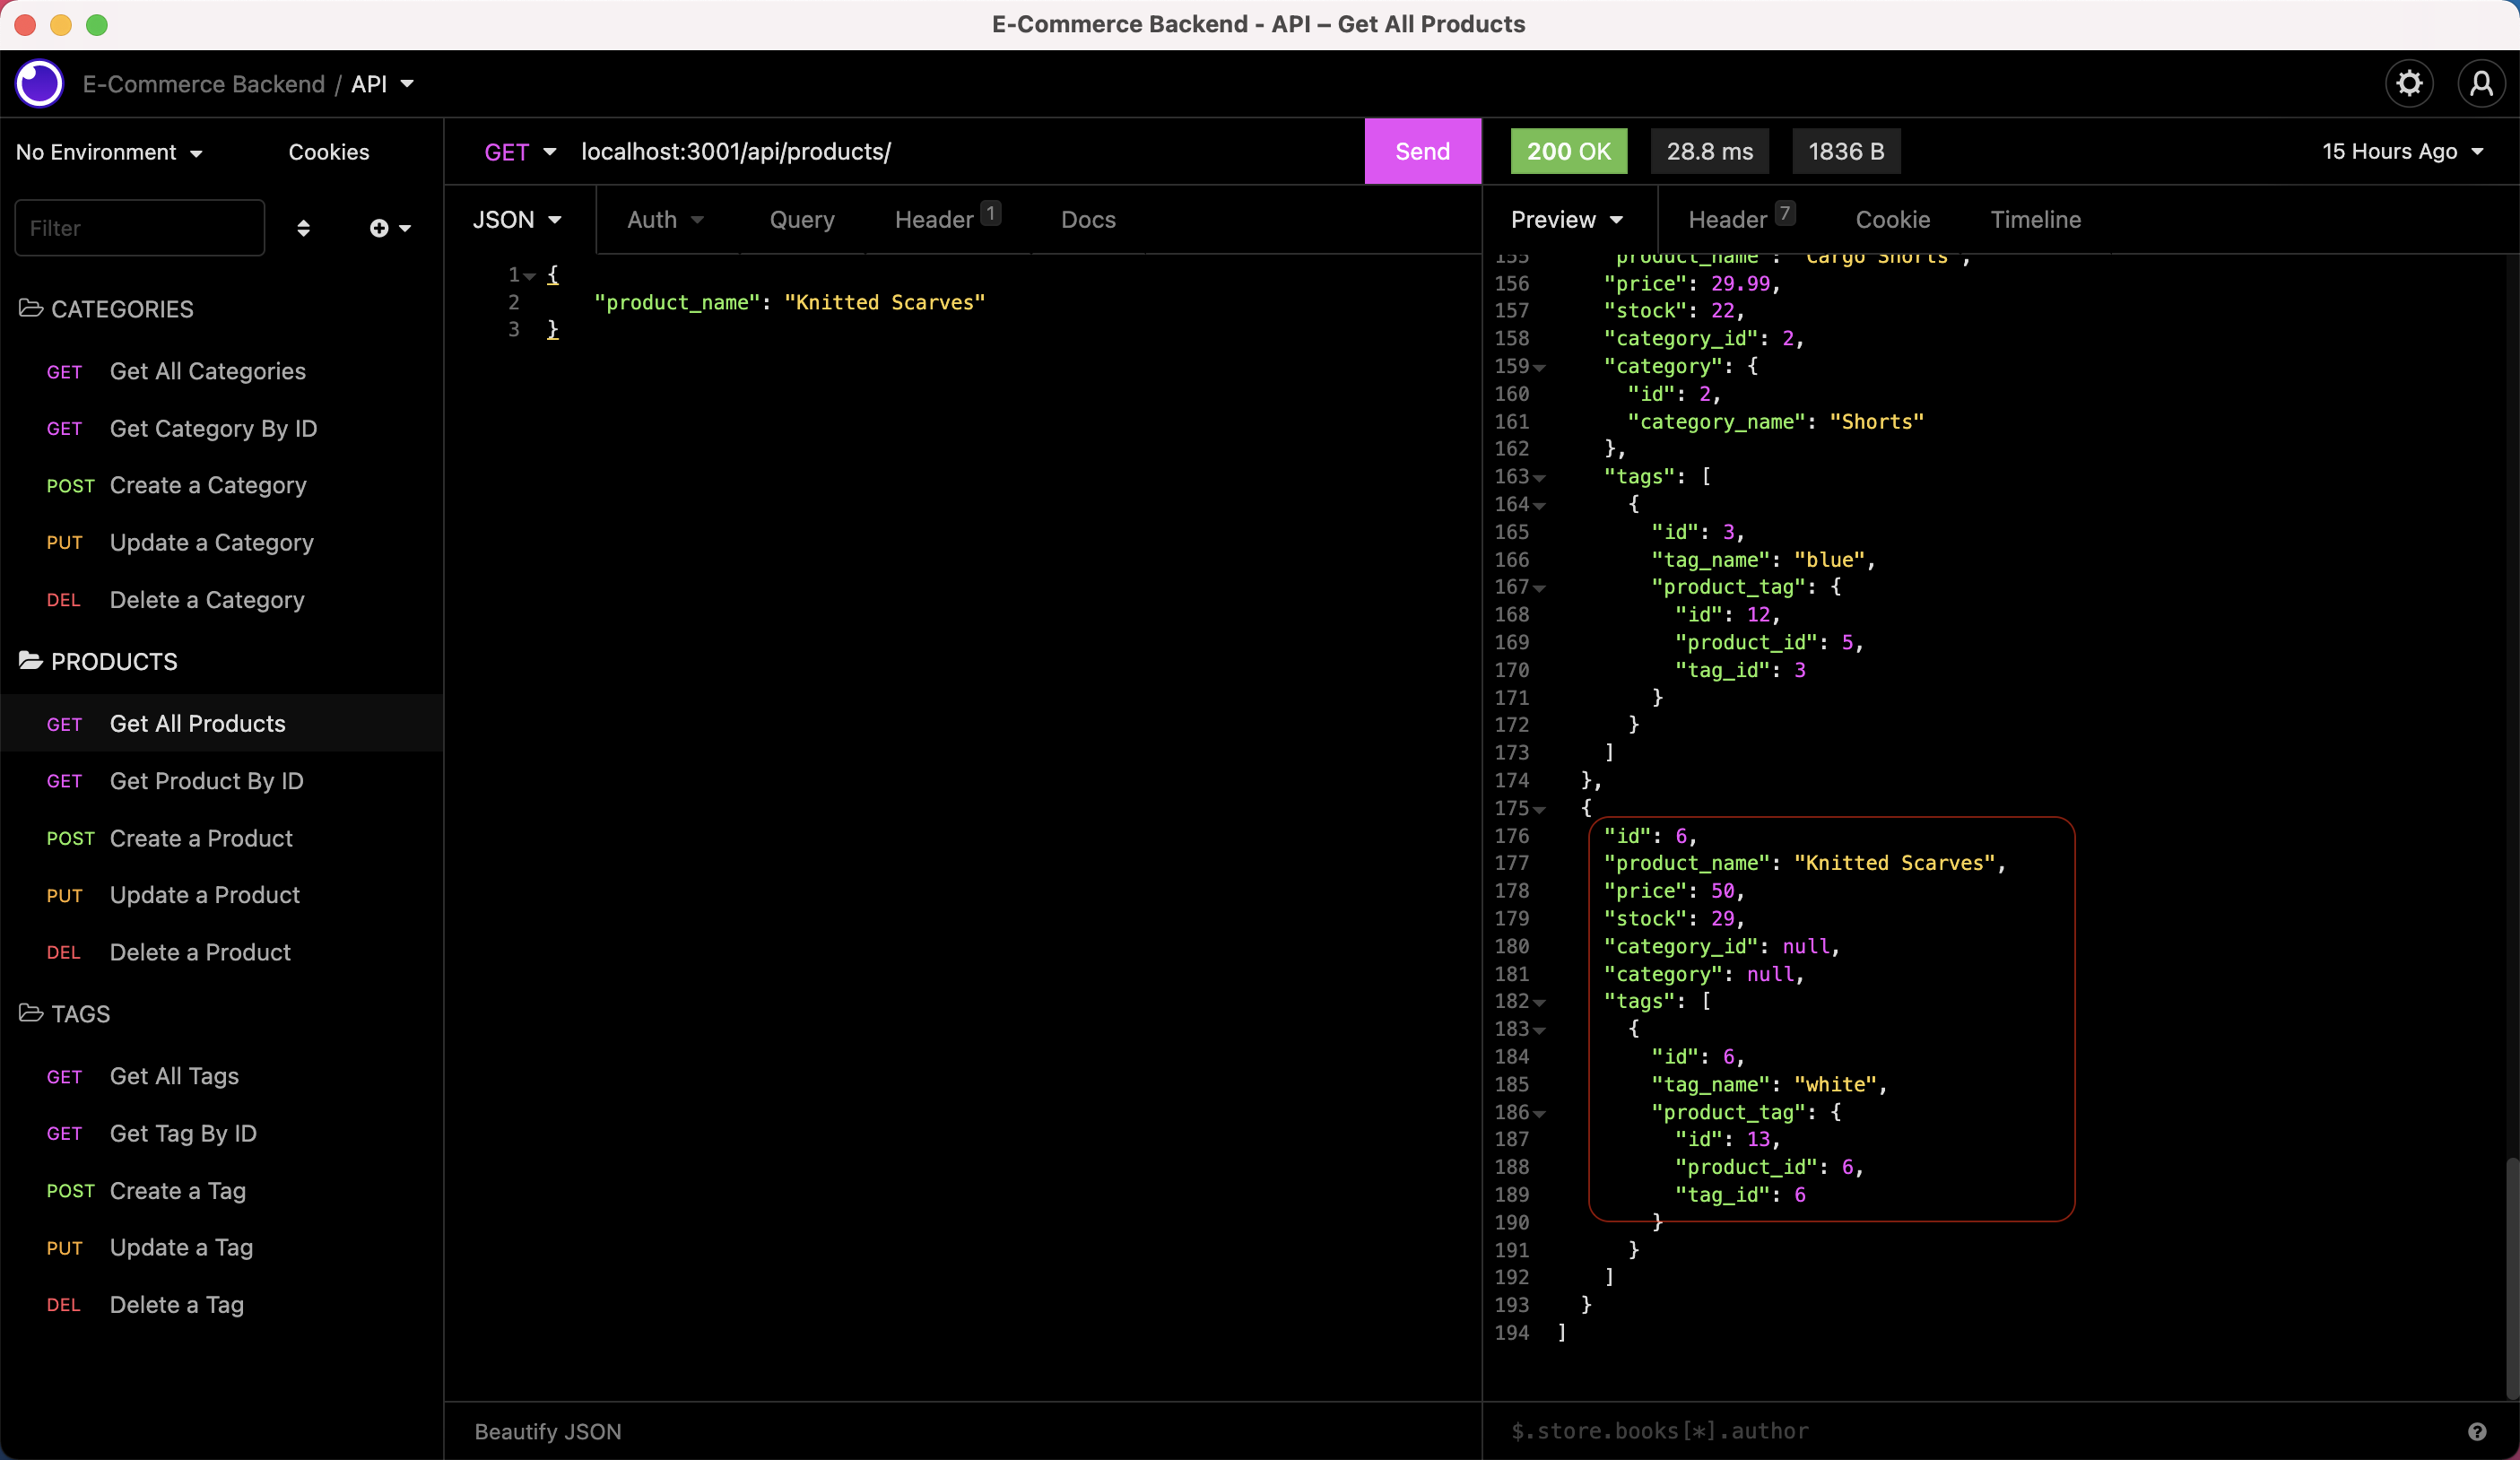 E-Commerce Backend - API – Get All Products
E-Commerce Backend / API
No Environment
Cookies
Filter
CATEGORIES
GET Get All Categories
GET Get Category By ID
POST Create a Category
PUT Update a Category
DEL Delete a Category
PRODUCTS
GET Get All Products
GET Get Product By ID
POST Create a Product
PUT Update a Product
DEL Delete a Product
TAGS
GET Get All Tags
GET Get Tag By ID
POST Create a Tag
PUT Update a Tag
DEL Delete a Tag
GET localhost:3001/api/products/ Send
JSON Auth Query Header 1 Docs
1 {
2 "product_name": "Knitted Scarves"
3 }
Beautify JSON
200 OK 28.8 ms 1836 B 15 Hours Ago
Preview Header 7 Cookie Timeline
155 "product_name": "Cargo Shorts",
156 "price": 29.99,
157 "stock": 22,
158 "category_id": 2,
159 "category": {
160 "id": 2,
161 "category_name": "Shorts"
162 },
163 "tags": [
164 {
165 "id": 3,
166 "tag_name": "blue",
167 "product_tag": {
168 "id": 12,
169 "product_id": 5,
170 "tag_id": 3
171 }
172 }
173 ]
174 },
175 {
176 "id": 6,
177 "product_name": "Knitted Scarves",
178 "price": 50,
179 "stock": 29,
180 "category_id": null,
181 "category": null,
182 "tags": [
183 {
184 "id": 6,
185 "tag_name": "white",
186 "product_tag": {
187 "id": 13,
188 "product_id": 6,
189 "tag_id": 6
190 }
191 }
192 ]
193 }
194 ]
$.store.books[*].author